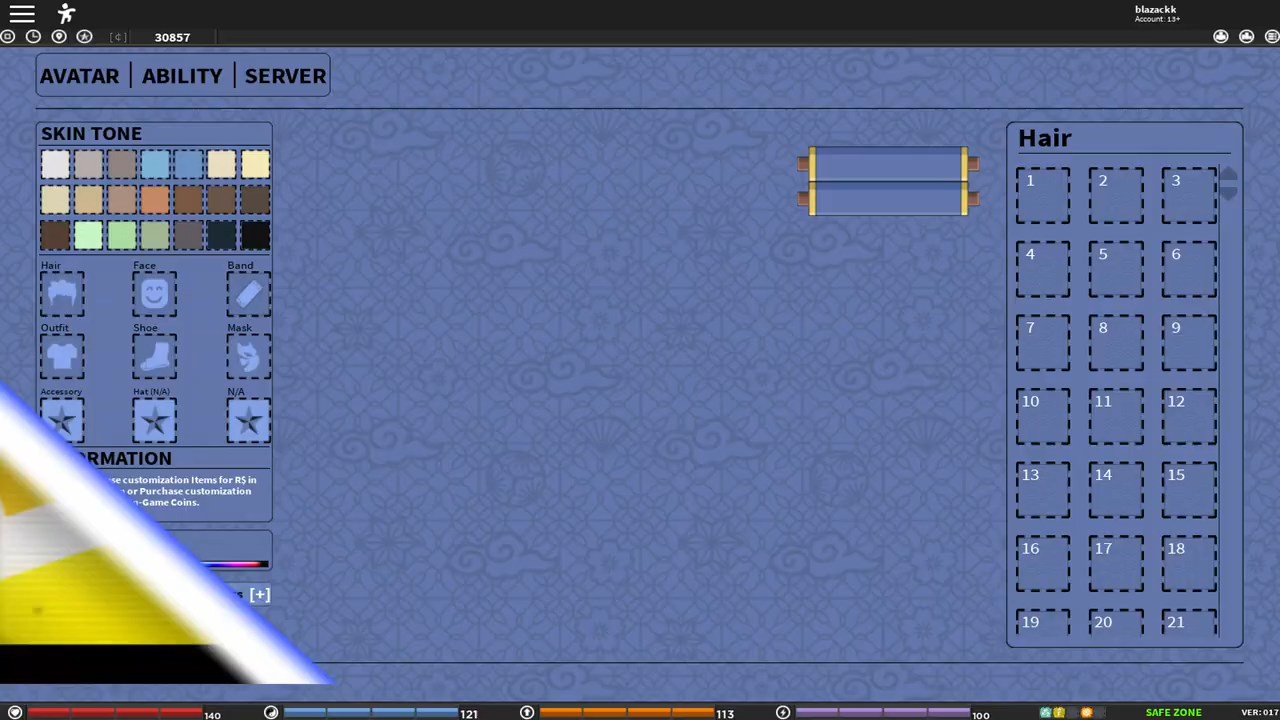 blazackk
Account: 13+
[¢] 30857
AVATAR | ABILITY | SERVER
SKIN TONE
Hair Face Band
Outfit Shoe Mask
Accessory Hat (N/A) N/A
RMATION
se customization Items for R$ in
or Purchase customization
n-Game Coins.
[+]
Hair
1 2 3
4 5 6
7 8 9
10 11 12
13 14 15
16 17 18
19 20 21
140 121 113 100 SAFE ZONE VER:017